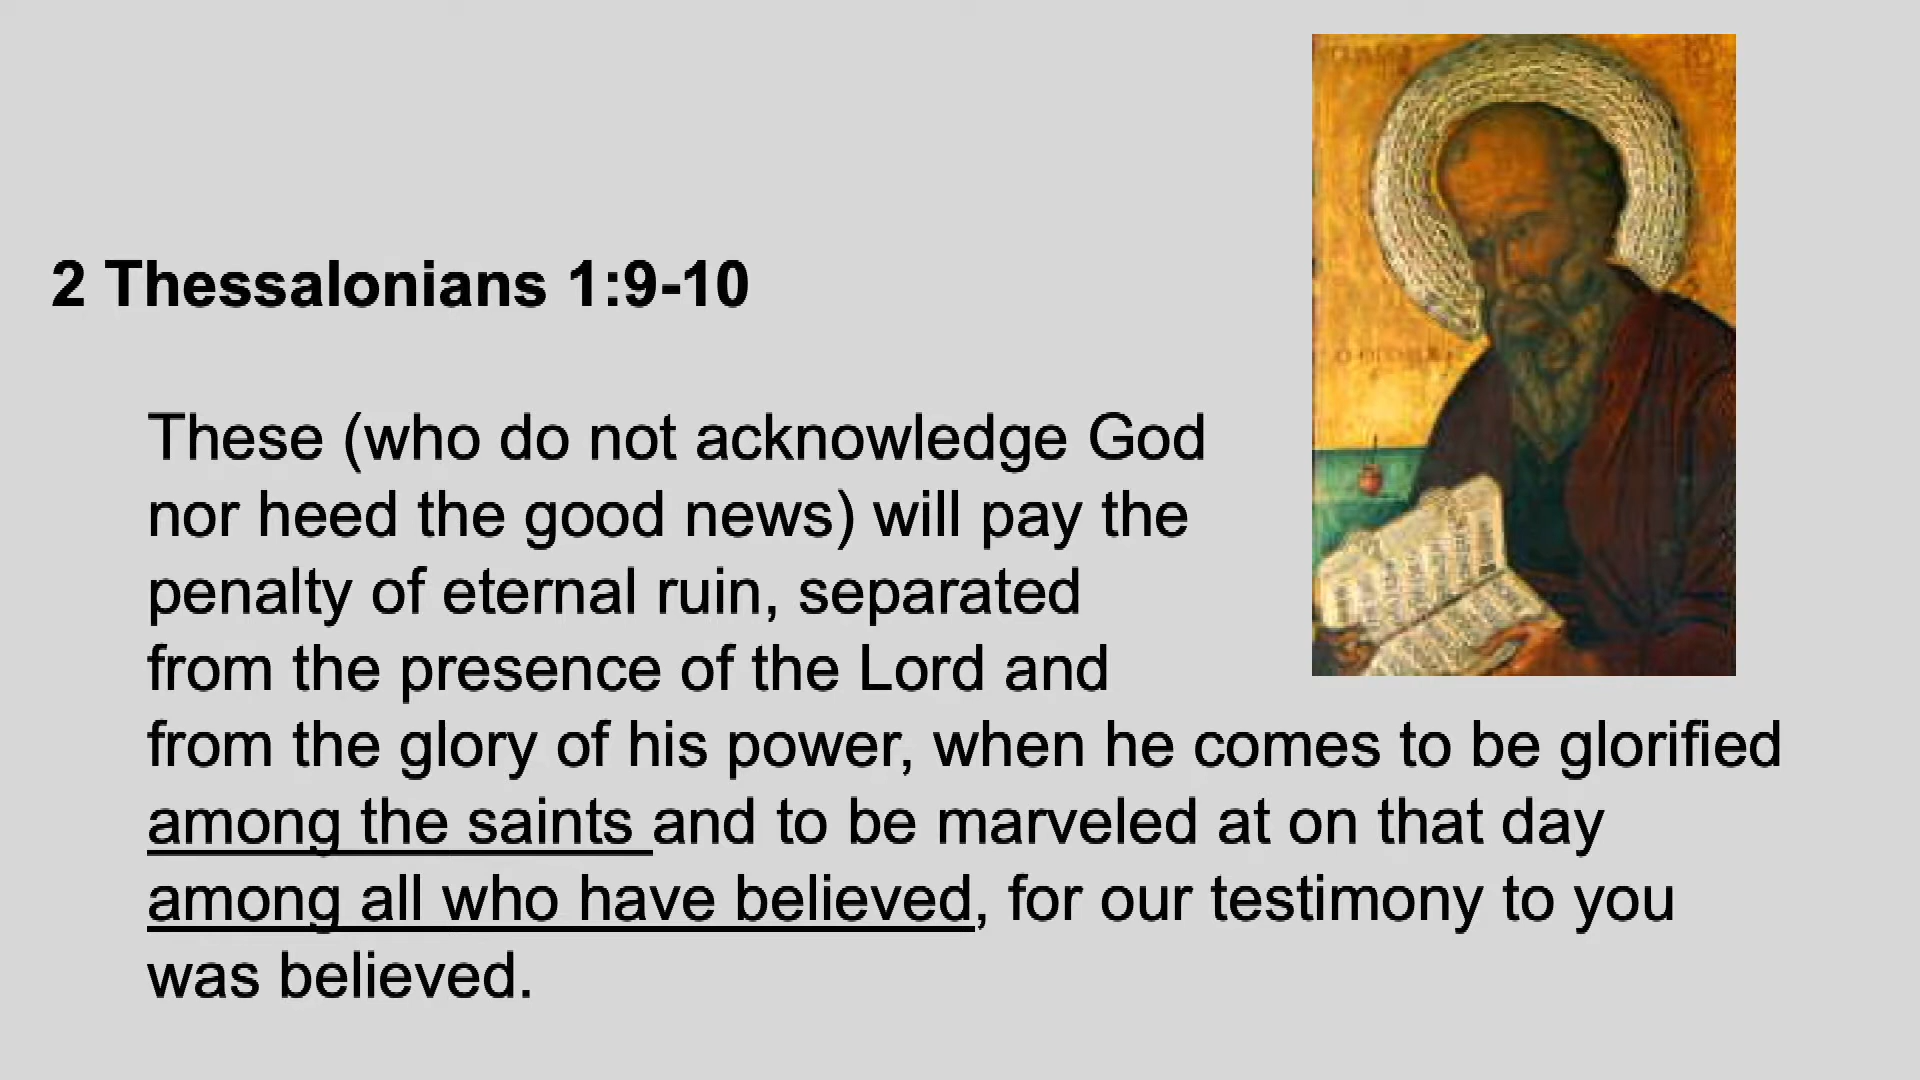 2 Thessalonians 1:9-10
These (who do not acknowledge God
nor heed the good news) will pay the
penalty of eternal ruin, separated
from the presence of the Lord and
from the glory of his power, when he comes to be glorified
among the saints and to be marveled at on that day
among all who have believed, for our testimony to you
was believed.